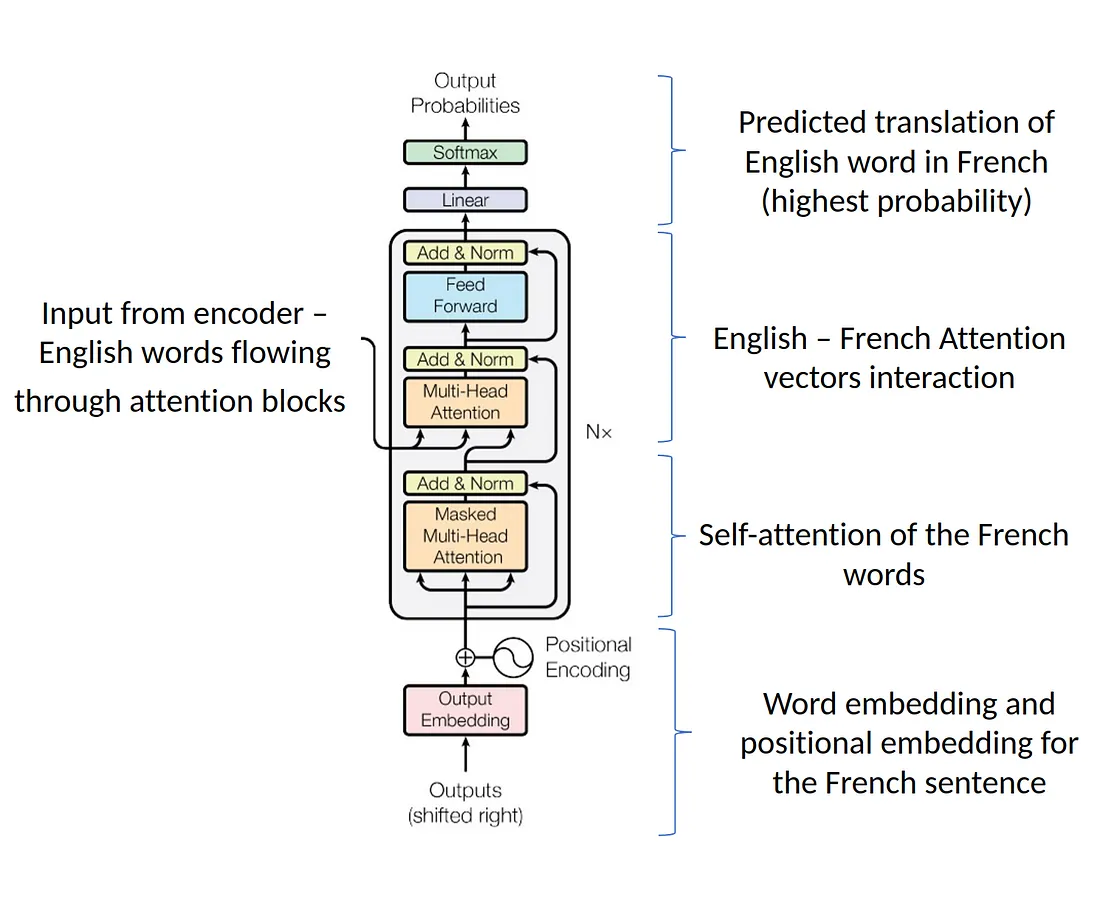 Output
Probabilities
Softmax
Linear
Add & Norm
Feed
Forward
Add & Norm
Multi-Head
Attention
Add & Norm
Masked
Multi-Head
Attention
N×
Positional
Encoding
Output
Embedding
Outputs
(shifted right)
Input from encoder –
English words flowing
through attention blocks
Predicted translation of
English word in French
(highest probability)
English – French Attention
vectors interaction
Self-attention of the French
words
Word embedding and
positional embedding for
the French sentence